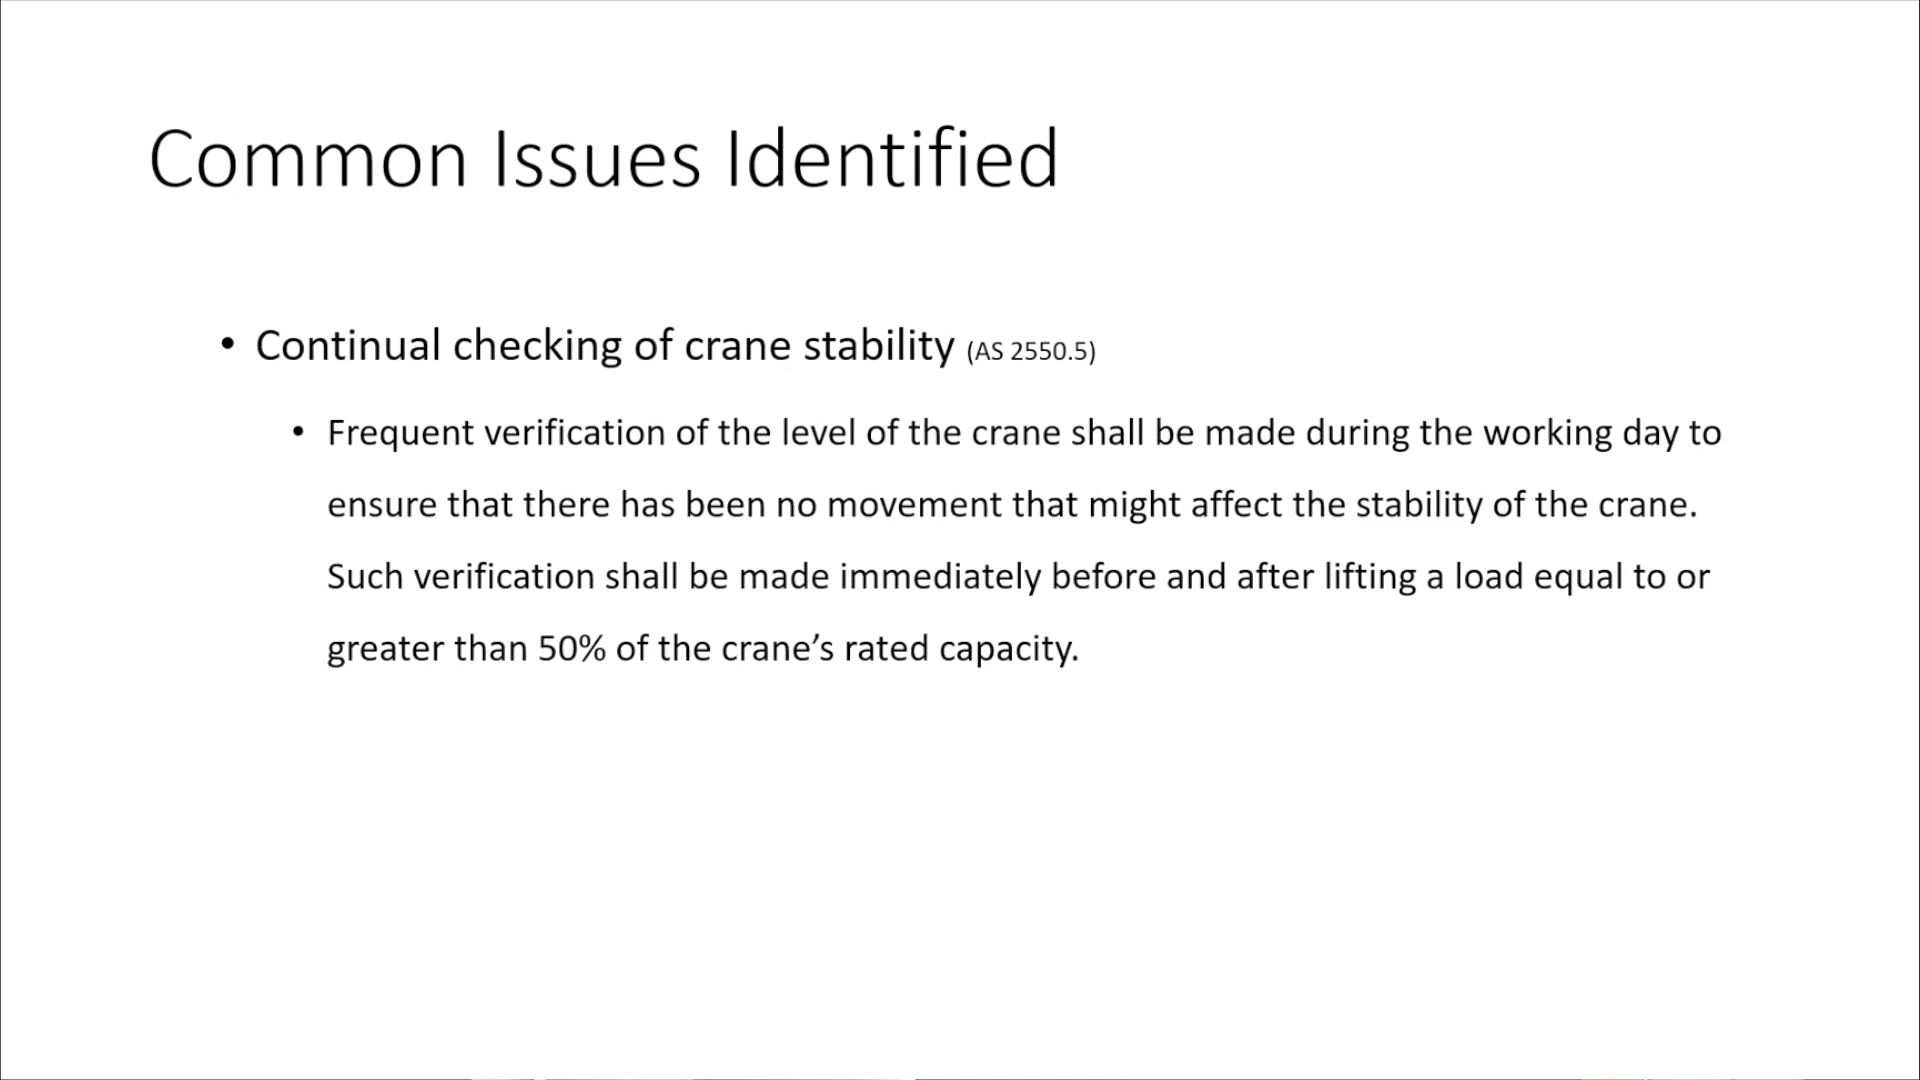 Common Issues Identified
• Continual checking of crane stability (AS 2550.5)
• Frequent verification of the level of the crane shall be made during the working day to
ensure that there has been no movement that might affect the stability of the crane.
Such verification shall be made immediately before and after lifting a load equal to or
greater than 50% of the crane’s rated capacity.